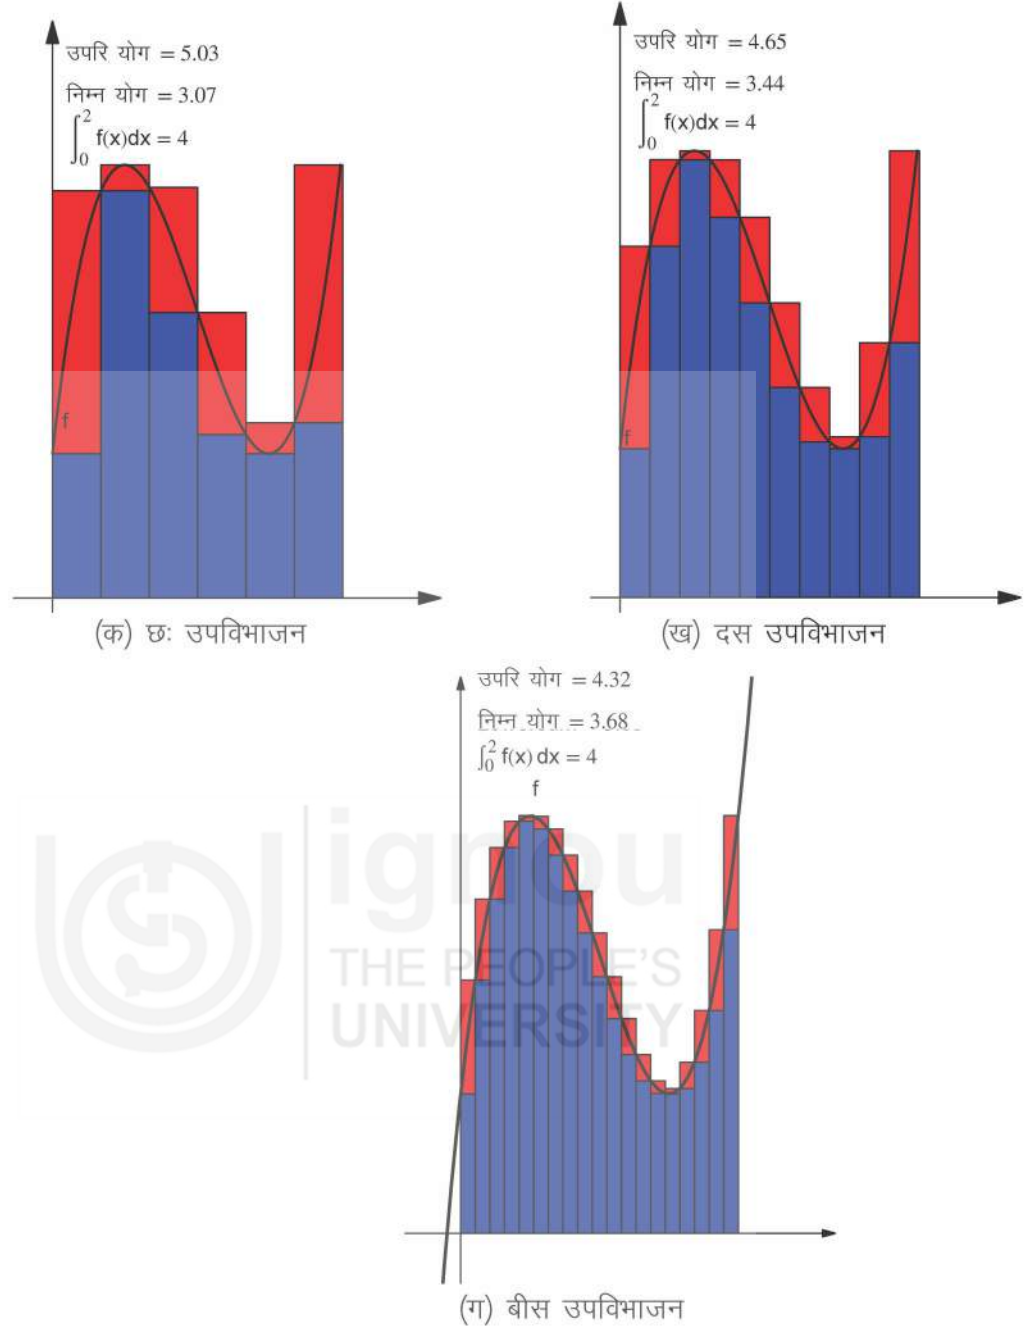 उपरि योग = 5.03
निम्न योग = 3.07
∫₀² f(x)dx = 4
f
(क) छः उपविभाजन
उपरि योग = 4.65
निम्न योग = 3.44
∫₀² f(x)dx = 4
f
(ख) दस उपविभाजन
उपरि योग = 4.32
निम्न योग = 3.68
∫₀² f(x) dx = 4
f
ignou
THE PEOPLE'S
UNIVERSITY
(ग) बीस उपविभाजन